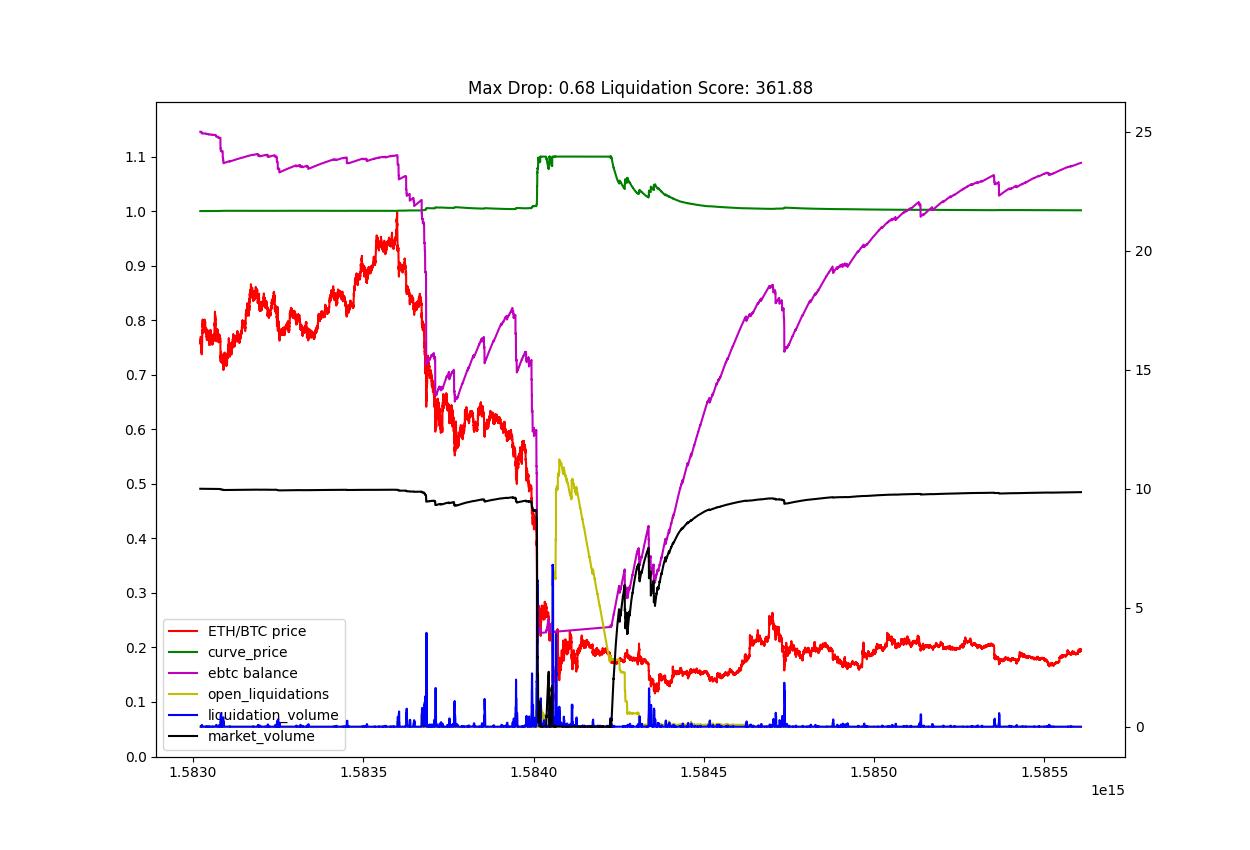 Max Drop: 0.68 Liquidation Score: 361.88
1.1
1.0
0.9
0.8
0.7
0.6
0.5
0.4
0.3
0.2
0.1
0.0
25
20
15
10
5
0
ETH/BTC price
curve_price
ebtc balance
open_liquidations
liquidation_volume
market_volume
1.5830 1.5835 1.5840 1.5845 1.5850 1.5855
1e15